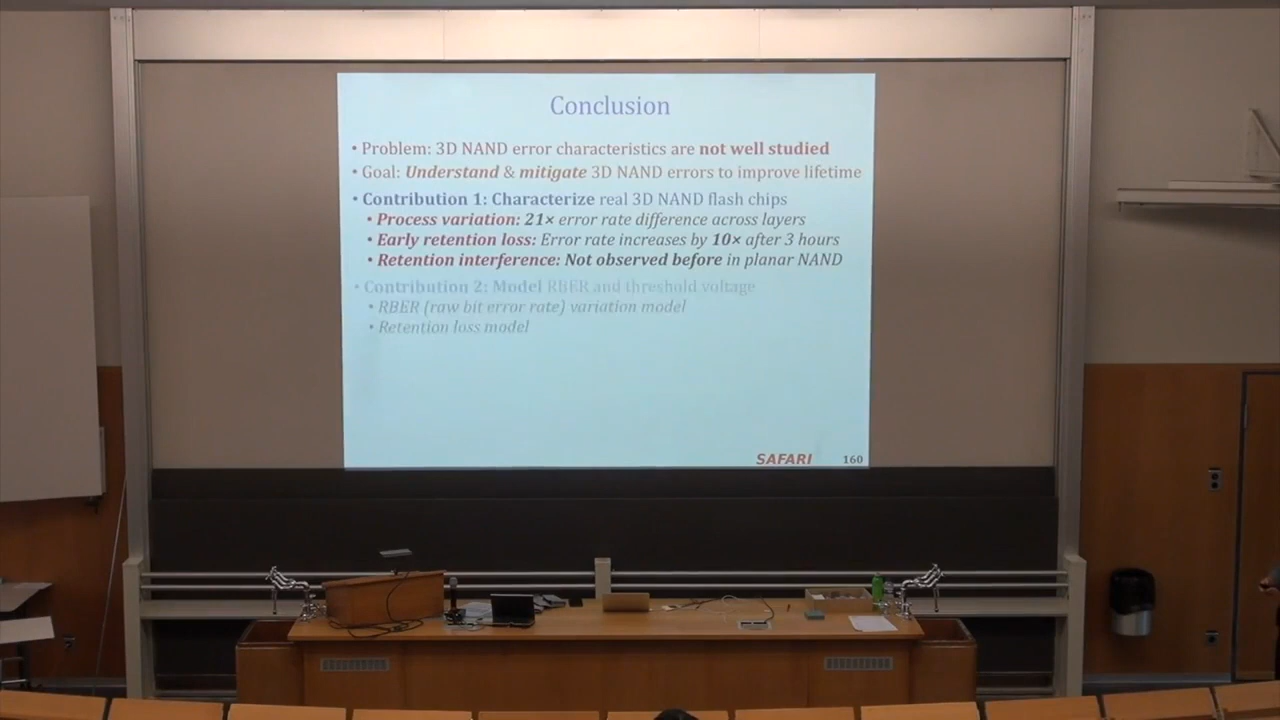 Conclusion
• Problem: 3D NAND error characteristics are not well studied
• Goal: Understand & mitigate 3D NAND errors to improve lifetime
• Contribution 1: Characterize real 3D NAND flash chips
• Process variation: 21× error rate difference across layers
• Early retention loss: Error rate increases by 10× after 3 hours
• Retention interference: Not observed before in planar NAND
• Contribution 2: Model RBER and threshold voltage
• RBER (raw bit error rate) variation model
• Retention loss model
SAFARI 160